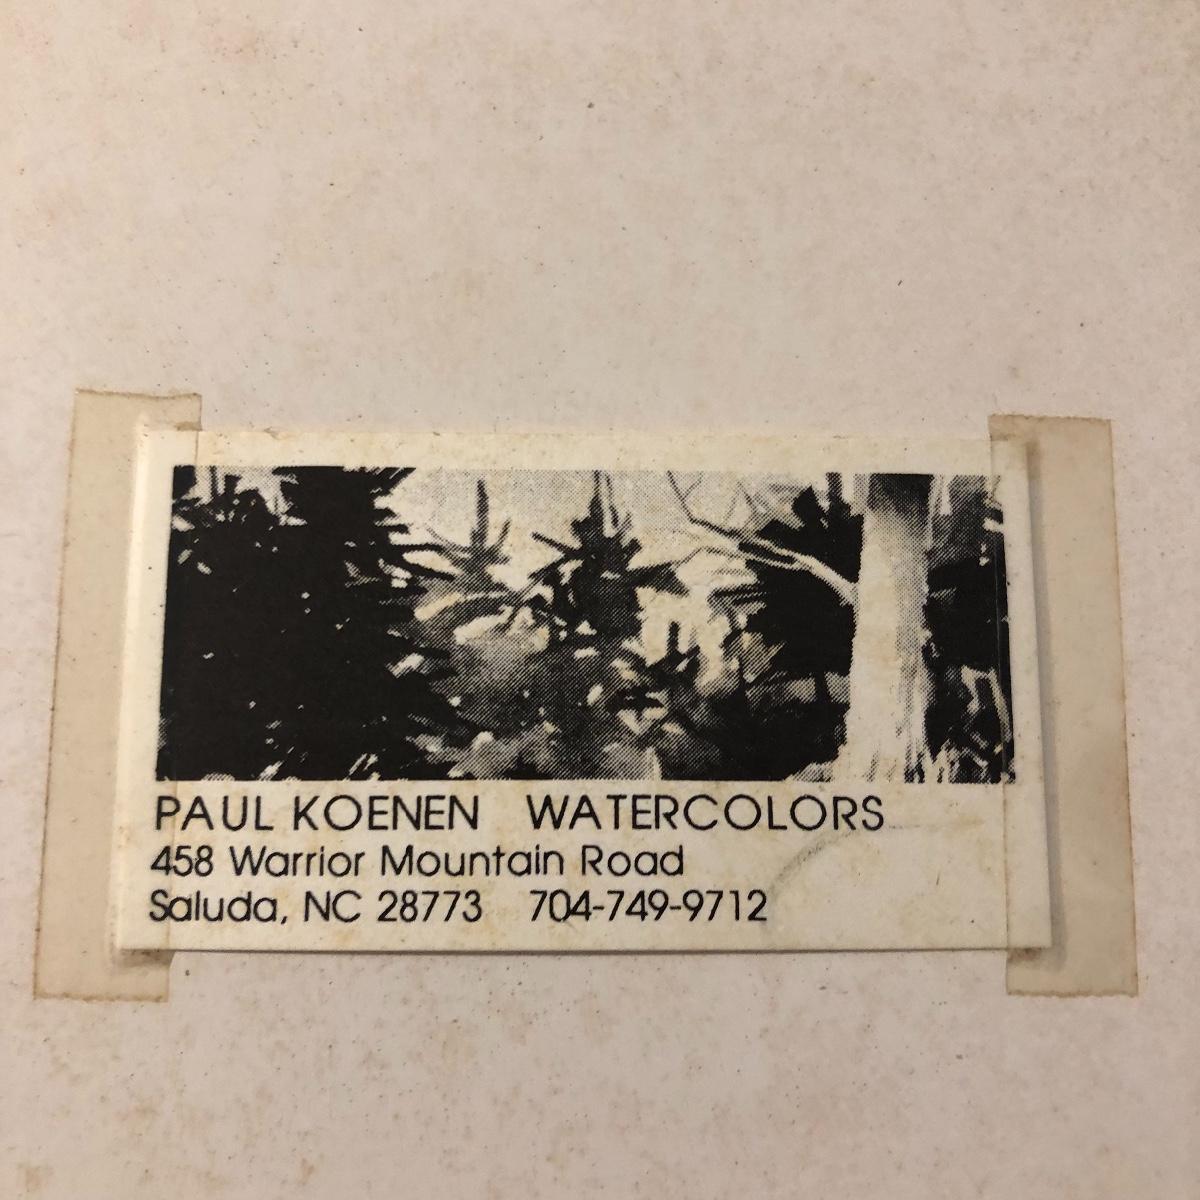 PAUL KOENEN WATERCOLORS
458 Warrior Mountain Road
Saluda, NC 28773 704-749-9712